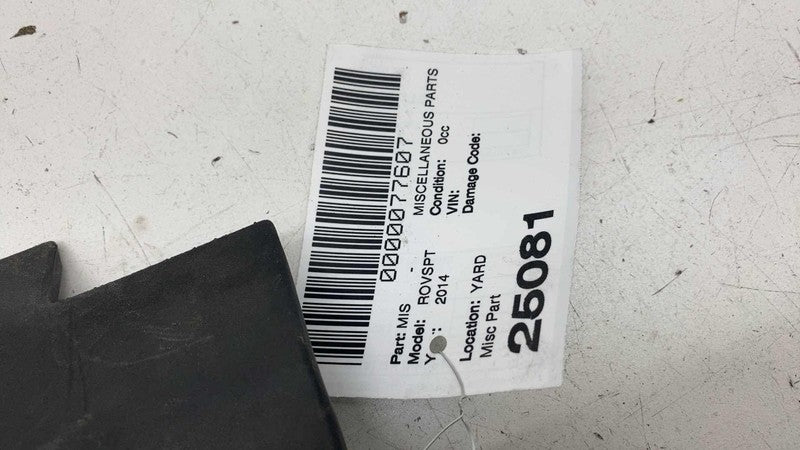 0000077607
Part: MIS - MISCELLANEOUS PARTS
Model: ROVSPT Condition: 0cc
Y : 2014 VIN:
Damage Code:
Location: YARD
Misc Part
25081